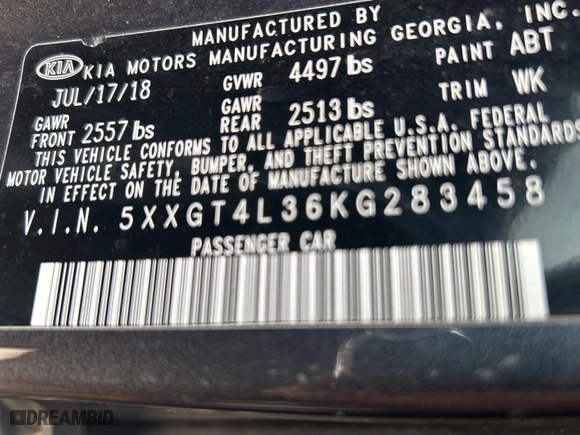 MANUFACTURED BY
KIA KIA MOTORS MANUFACTURING GEORGIA, INC.
JUL/17/18 GVWR 4497 lbs PAINT ABT
GAWR FRONT 2557 lbs GAWR REAR 2513 lbs TRIM WK
THIS VEHICLE CONFORMS TO ALL APPLICABLE U.S.A. FEDERAL
MOTOR VEHICLE SAFETY, BUMPER, AND THEFT PREVENTION STANDARDS
IN EFFECT ON THE DATE OF MANUFACTURE SHOWN ABOVE.
V.I.N. 5XXGT4L36KG283458
PASSENGER CAR
DREAMBID